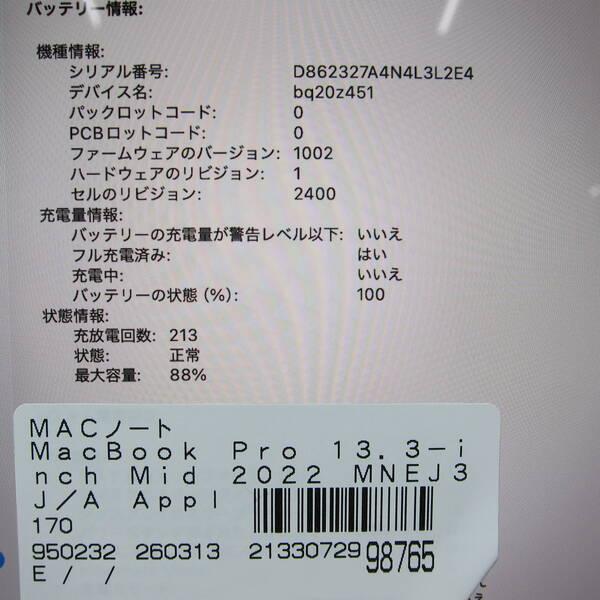 バッテリー情報:
機種情報:
シリアル番号: D862327A4N4L3L2E4
デバイス名: bq20z451
パックロットコード: 0
PCBロットコード: 0
ファームウェアのバージョン: 1002
ハードウェアのリビジョン: 1
セルのリビジョン: 2400
充電量情報:
バッテリーの充電量が警告レベル以下: いいえ
フル充電済み: はい
充電中: いいえ
バッテリーの状態 (%): 100
状態情報:
充放電回数: 213
状態: 正常
最大容量: 88%
MACノート
MacBook Pro 13.3-i
nch Mid 2022 MNEJ3
J/A Appl
170
950232 260313 21330729 98765
E / /